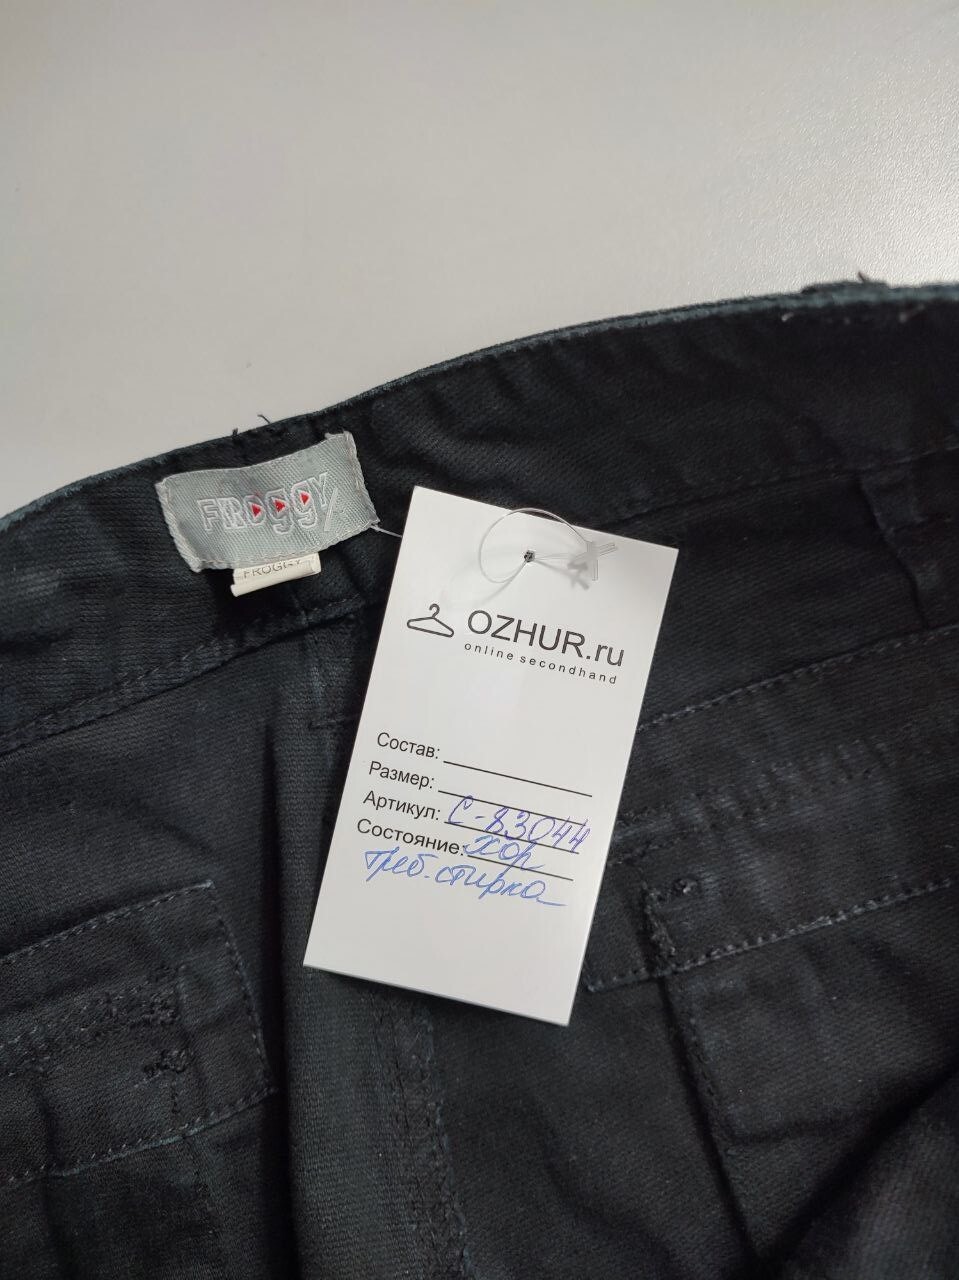 FROGGY
FROGGY
OZHUR.ru
online secondhand
Состав:
Размер:
Артикул: С-83044
Состояние: хор
треб. стирка